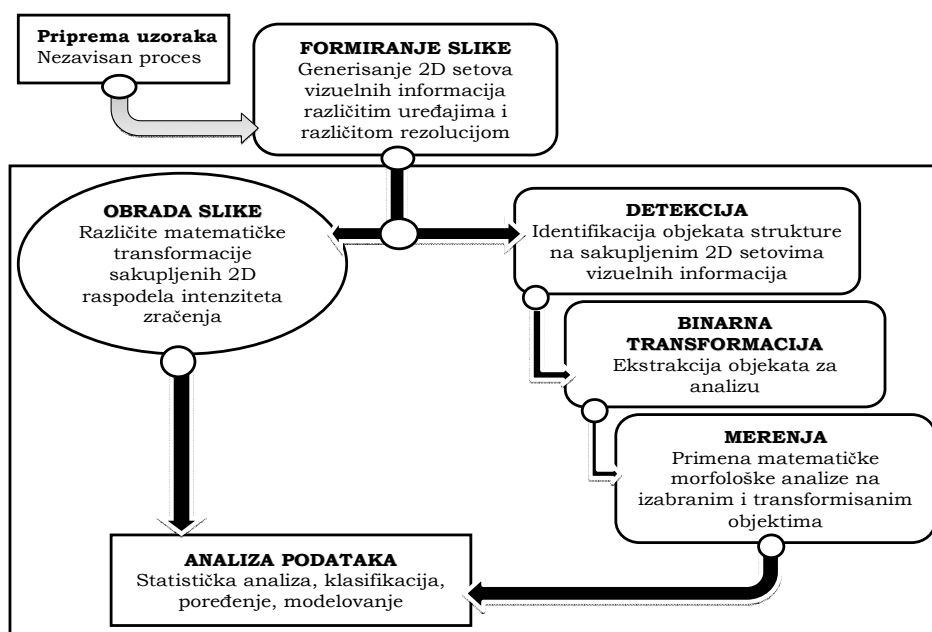 Priprema uzoraka
Nezavisan proces
FORMIRANJE SLIKE
Generisanje 2D setova
vizuelnih informacija
različitim uređajima i
različitom rezolucijom
OBRADA SLIKE
Različite matematičke
transformacije
sakupljenih 2D
raspodela intenziteta
zračenja
DETEKCIJA
Identifikacija objekata strukture
na sakupljenim 2D setovima
vizuelnih informacija
BINARNA
TRANSFORMACIJA
Ekstrakcija objekata za
analizu
MERENJA
Primena matematičke
morfološke analize na
izabranim i transformisanim
objektima
ANALIZA PODATAKA
Statistička analiza, klasifikacija,
poređenje, modelovanje